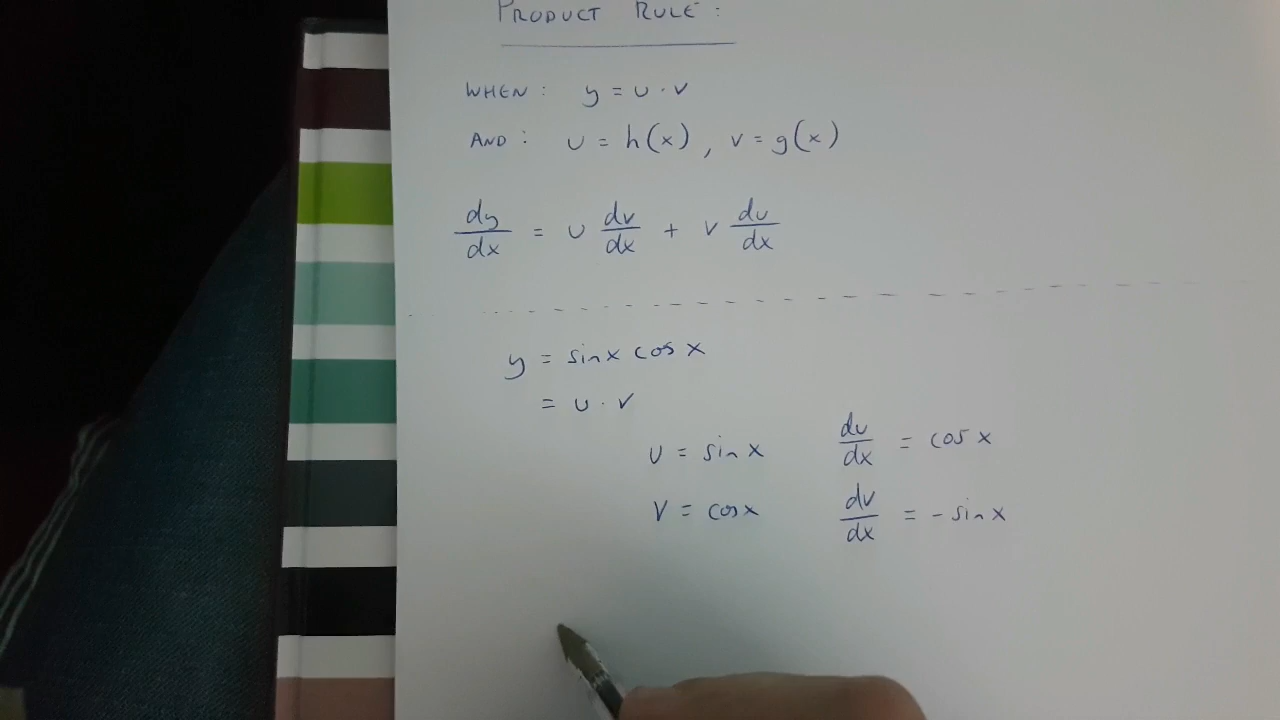 PRODUCT RULE:
WHEN: y = u · v
AND: u = h(x), v = g(x)
dy/dx = u dv/dx + v du/dx
y = sinx cos x
= u · v
u = sin x du/dx = cos x
v = cosx dv/dx = - sin x